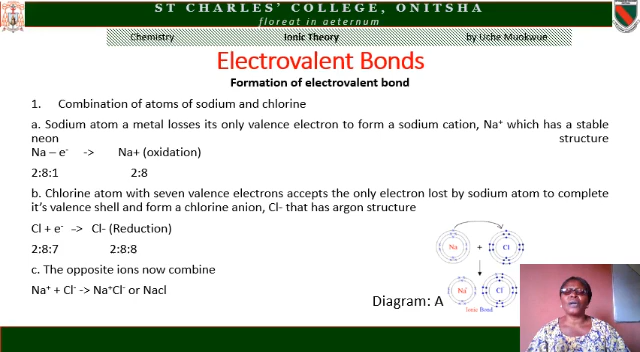 ST CHARLES' COLLEGE, ONITSHA
floreat in aeternum
Chemistry Ionic Theory by Uche Muokwue
Electrovalent Bonds
Formation of electrovalent bond
1. Combination of atoms of sodium and chlorine
a. Sodium atom a metal losses its only valence electron to form a sodium cation, Na⁺ which has a stable
neon structure
Na – e⁻ -> Na+ (oxidation)
2:8:1 2:8
b. Chlorine atom with seven valence electrons accepts the only electron lost by sodium atom to complete
it's valence shell and form a chlorine anion, Cl- that has argon structure
Cl + e⁻ -> Cl- (Reduction)
2:8:7 2:8:8
c. The opposite ions now combine
Na⁺ + Cl⁻ -> Na⁺Cl⁻ or Nacl
Diagram: A
Na + Cl
Na⁺ Cl⁻
Ionic Bond